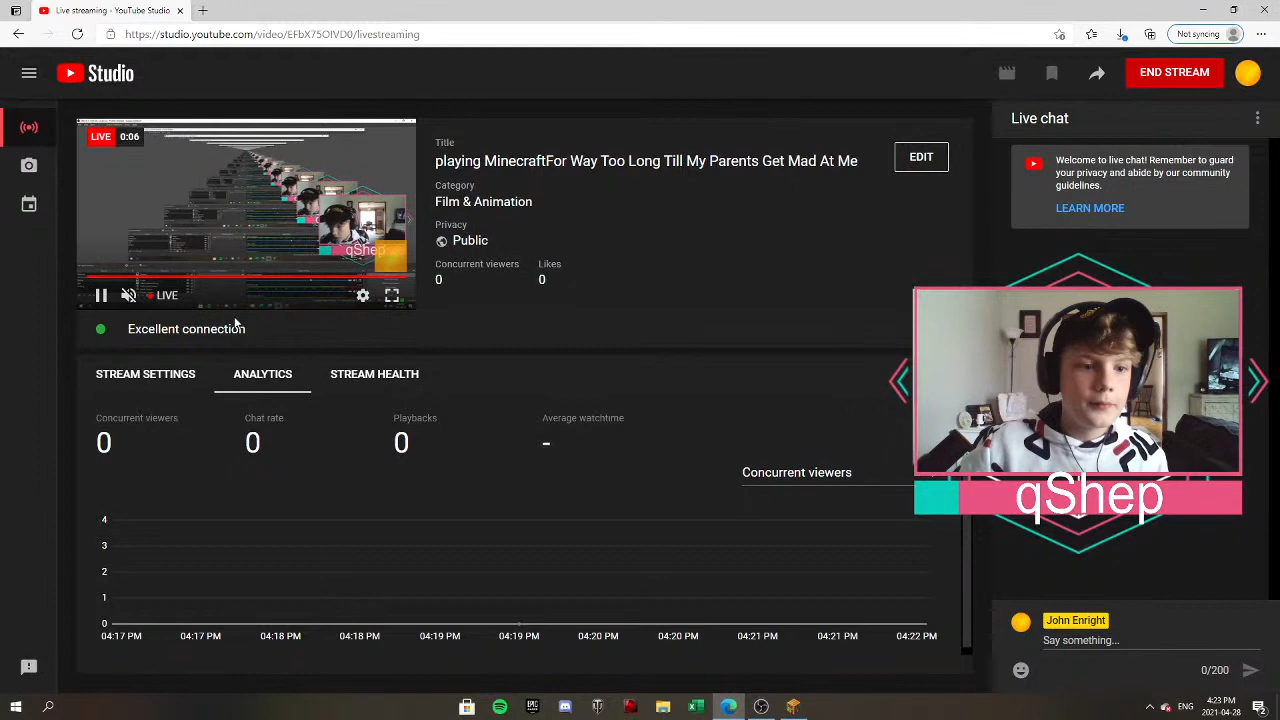 Live streaming - YouTube Studio
https://studio.youtube.com/video/EFbX75OIVD0/livestreaming
Not syncing
Studio
END STREAM
LIVE 0:06
qShep
LIVE
Excellent connection
Title
playing MinecraftFor Way Too Long Till My Parents Get Mad At Me
EDIT
Category
Film & Animation
Privacy
Public
Concurrent viewers Likes
0 0
Live chat
Welcome to live chat! Remember to guard
your privacy and abide by our community
guidelines.
LEARN MORE
STREAM SETTINGS ANALYTICS STREAM HEALTH
Concurrent viewers Chat rate Playbacks Average watchtime
0 0 0 -
Concurrent viewers
4
3
2
1
0
04:17 PM 04:17 PM 04:18 PM 04:18 PM 04:19 PM 04:19 PM 04:20 PM 04:20 PM 04:21 PM 04:21 PM 04:22 PM
FILA
qShep
John Enright
Say something...
0/200
EPIC
ENG
4:23 PM
2021-04-28
2